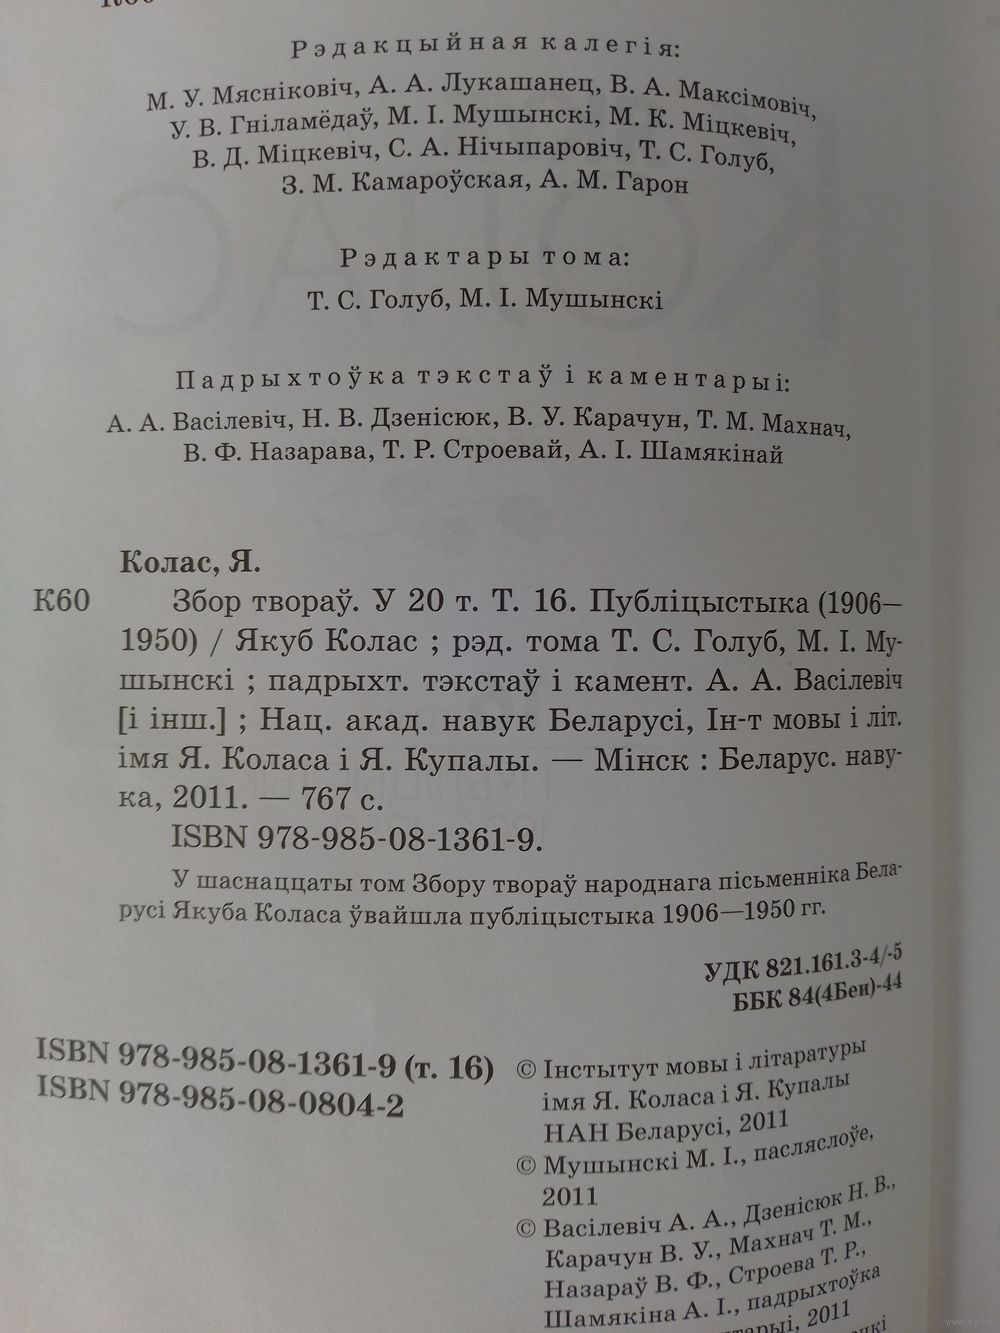 Рэдакцыйная калегія:
М. У. Мясніковіч, А. А. Лукашанец, В. А. Максімовіч,
У. В. Гніламёдаў, М. І. Мушынскі, М. К. Міцкевіч,
В. Д. Міцкевіч, С. А. Нічыпаровіч, Т. С. Голуб,
З. М. Камароўская, А. М. Гарон
Рэдактары тома:
Т. С. Голуб, М. І. Мушынскі
Падрыхтоўка тэкстаў і каментарыі:
А. А. Васілевіч, Н. В. Дзенісюк, В. У. Карачун, Т. М. Махнач,
В. Ф. Назарава, Т. Р. Строевай, А. І. Шамякінай
Колас, Я.
К60 Збор твораў. У 20 т. Т. 16. Публіцыстыка (1906—
1950) / Якуб Колас ; рэд. тома Т. С. Голуб, М. І. Му-
шынскі ; падрыхт. тэкстаў і камент. А. А. Васілевіч
[і інш.] ; Нац. акад. навук Беларусі, Ін-т мовы і літ.
імя Я. Коласа і Я. Купалы. — Мінск : Беларус. наву-
ка, 2011. — 767 с.
ISBN 978-985-08-1361-9.
У шаснаццаты том Збору твораў народнага пісьменніка Бела-
русі Якуба Коласа ўвайшла публіцыстыка 1906—1950 гг.
УДК 821.161.3-4/-5
ББК 84(4Беи)-44
ISBN 978-985-08-1361-9 (т. 16)
ISBN 978-985-08-0804-2
© Інстытут мовы і літаратуры
імя Я. Коласа і Я. Купалы
НАН Беларусі, 2011
© Мушынскі М. І., пасляслоўе,
2011
© Васілевіч А. А., Дзенісюк Н. В.,
Карачун В. У., Махнач Т. М.,
Назараў В. Ф., Строева Т. Р.,
Шамякіна А. І., падрыхтоўка
2011